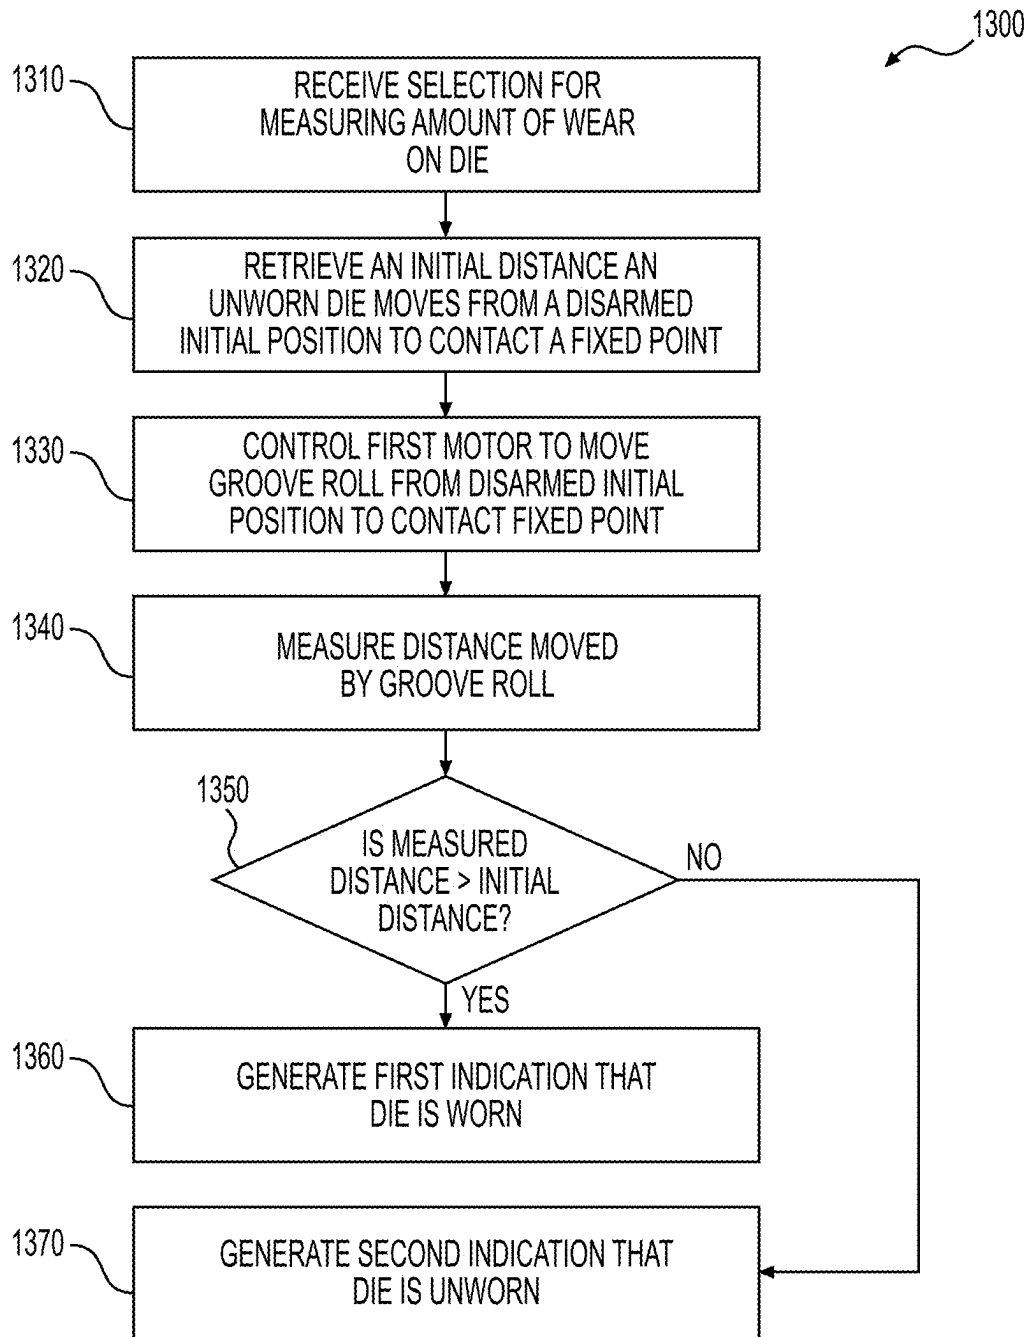 1300
1310
RECEIVE SELECTION FOR
MEASURING AMOUNT OF WEAR
ON DIE
1320
RETRIEVE AN INITIAL DISTANCE AN
UNWORN DIE MOVES FROM A DISARMED
INITIAL POSITION TO CONTACT A FIXED POINT
1330
CONTROL FIRST MOTOR TO MOVE
GROOVE ROLL FROM DISARMED INITIAL
POSITION TO CONTACT FIXED POINT
1340
MEASURE DISTANCE MOVED
BY GROOVE ROLL
1350
IS MEASURED
DISTANCE > INITIAL
DISTANCE?
NO
YES
1360
GENERATE FIRST INDICATION THAT
DIE IS WORN
1370
GENERATE SECOND INDICATION THAT
DIE IS UNWORN